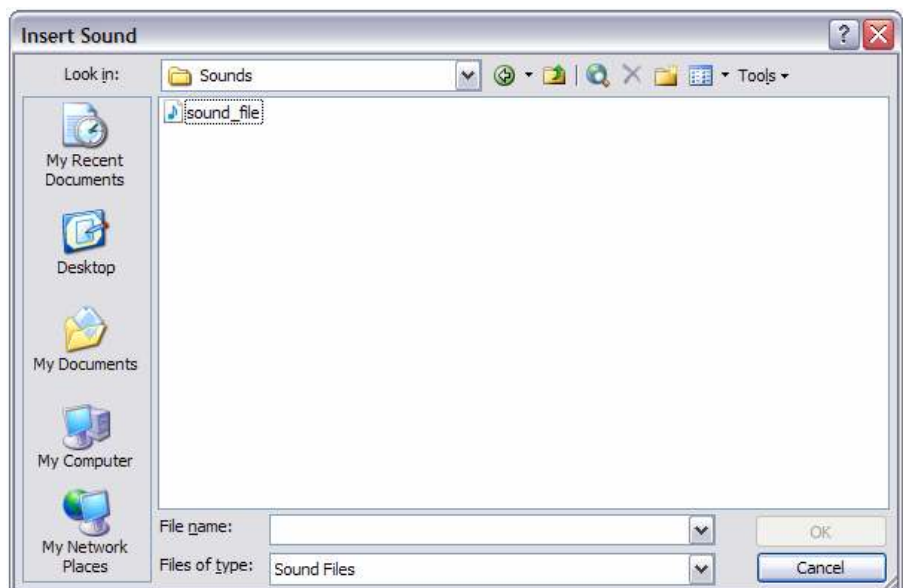 Insert Sound
Look in: Sounds Tools
sound_file
My Recent
Documents
Desktop
My Documents
My Computer
My Network
Places
File name:
OK
Files of type: Sound Files
Cancel